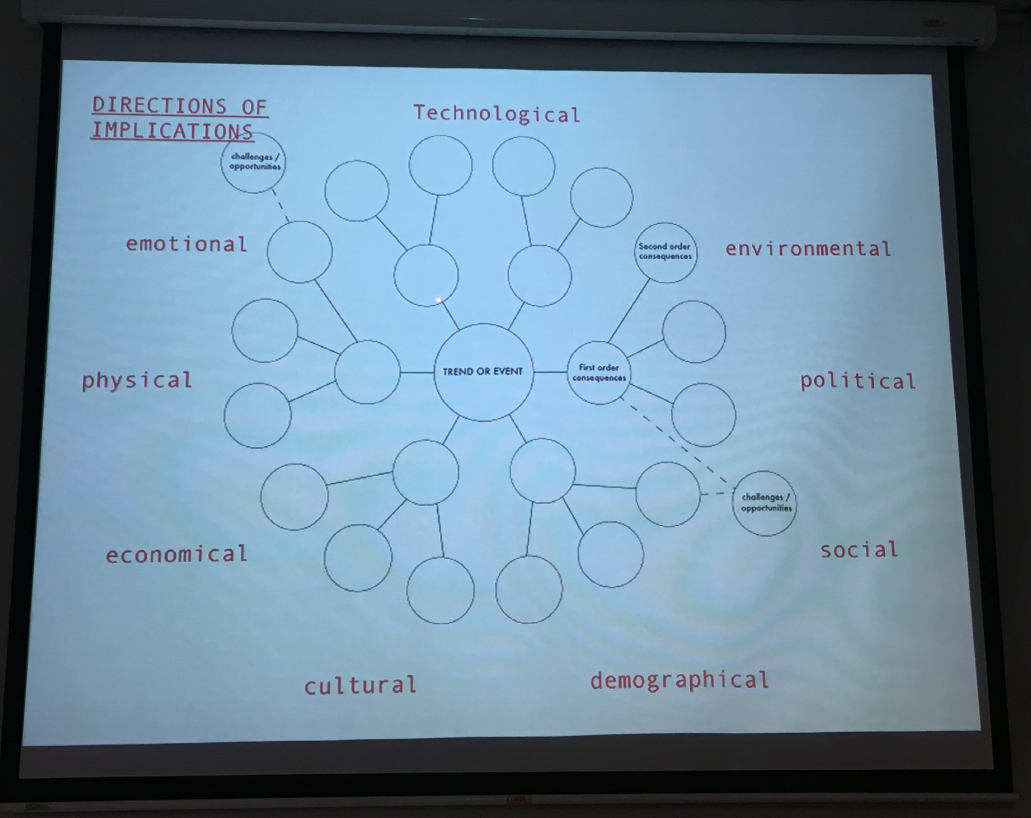 DIRECTIONS OF
IMPLICATIONS
Technological
challenges /
opportunities
emotional
Second order
consequences
environmental
physical
TREND OR EVENT
First order
consequences
political
challenges /
opportunities
economical
social
cultural
demographical